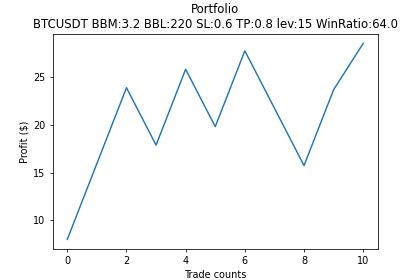 Portfolio
BTCUSDT BBM:3.2 BBL:220 SL:0.6 TP:0.8 lev:15 WinRatio:64.0
25
20
15
10
Profit ($)
0 2 4 6 8 10
Trade counts